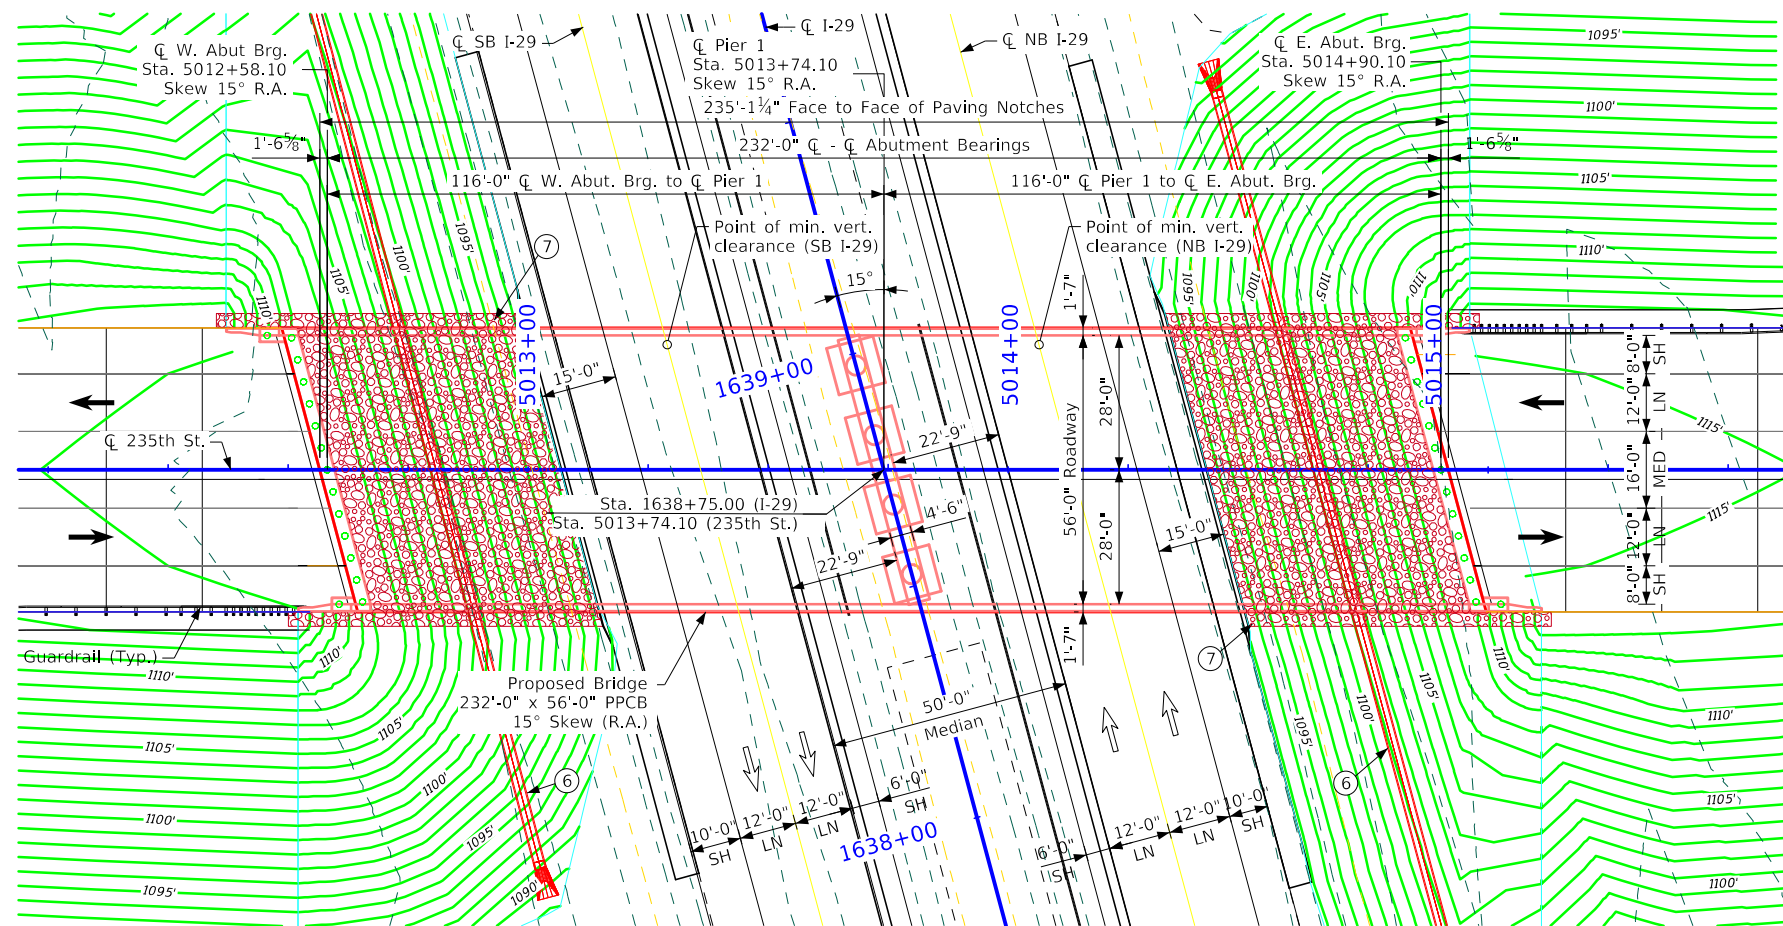 ℄ W. Abut Brg.
Sta. 5012+58.10
Skew 15° R.A.
℄ SB I-29
℄ Pier 1
Sta. 5013+74.10
Skew 15° R.A.
℄ I-29
℄ NB I-29
℄ E. Abut. Brg.
Sta. 5014+90.10
Skew 15° R.A.
1095'
1100'
1105'
1110'
235'-1¼" Face to Face of Paving Notches
1'-6⅝"
232'-0" ℄ - ℄ Abutment Bearings
1'-6⅝"
116'-0" ℄ W. Abut. Brg. to ℄ Pier 1
116'-0" ℄ Pier 1 to ℄ E. Abut. Brg.
Point of min. vert.
clearance (SB I-29)
Point of min. vert.
clearance (NB I-29)
7
1095'
1100'
1105'
1110'
15°
1'-7"
1095'
1100'
1105'
1110'
5013+00
5014+00
5015+00
1639+00
15'-0"
22'-9"
56'-0" Roadway
28'-0"
28'-0"
8'-0"
SH
12'-0"
LN
16'-0"
MED
12'-0"
LN
8'-0"
SH
1115'
1115'
℄ 235th St.
Sta. 1638+75.00 (I-29)
Sta. 5013+74.10 (235th St.)
4'-6"
22'-9"
15'-0"
1'-7"
7
Guardrail (Typ.)
Proposed Bridge
232'-0" x 56'-0" PPCB
15° Skew (R.A.)
50'-0"
Median
1110'
1110'
1105'
1105'
1100'
1100'
1095'
1095'
1090'
6
10'-0"
SH
12'-0"
LN
12'-0"
LN
6'-0"
SH
1638+00
6'-0"
SH
12'-0"
LN
12'-0"
LN
10'-0"
SH
6
1095'
1100'
1105'
1110'
1110'
1105'
1100'